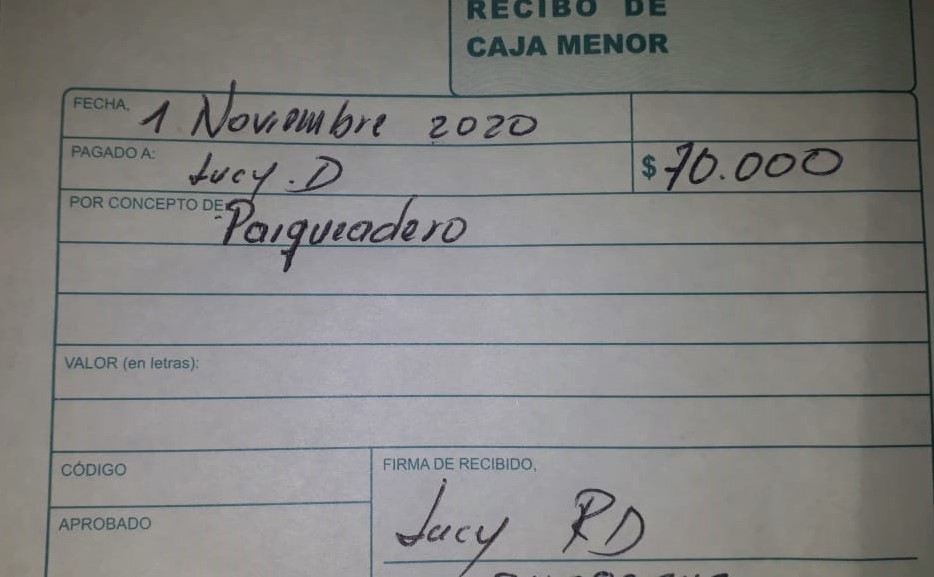 RECIBO DE
CAJA MENOR
FECHA, 1 Noviembre 2020
PAGADO A: Lucy.D $ 70.000
POR CONCEPTO DE: Parqueadero
VALOR (en letras):
CÓDIGO
FIRMA DE RECIBIDO,
APROBADO
Lucy RD